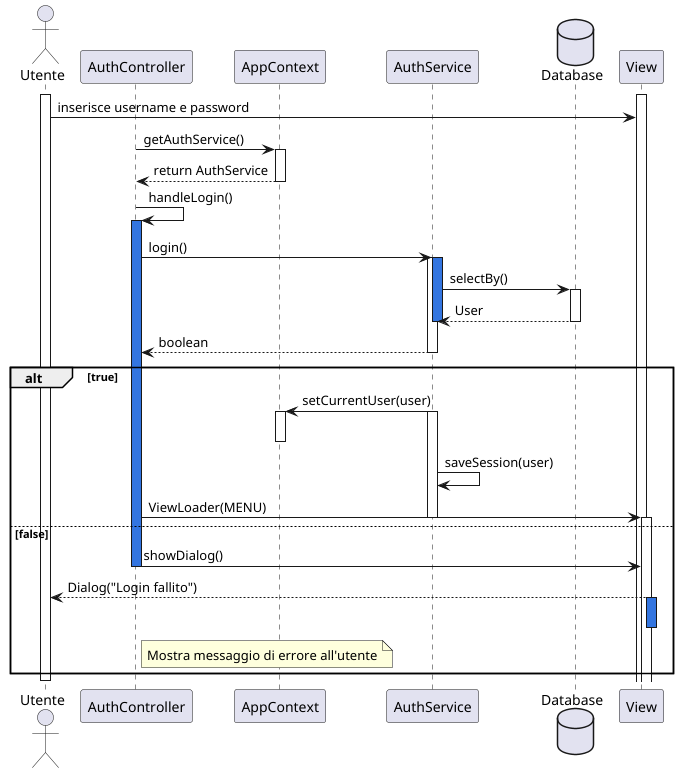 Utente
AuthController
AppContext
AuthService
Database
View
inserisce username e password
getAuthService()
return AuthService
handleLogin()
login()
selectBy()
User
boolean
alt
[true]
setCurrentUser(user)
saveSession(user)
ViewLoader(MENU)
[false]
showDialog()
Dialog("Login fallito")
Mostra messaggio di errore all'utente
Utente
AuthController
AppContext
AuthService
Database
View